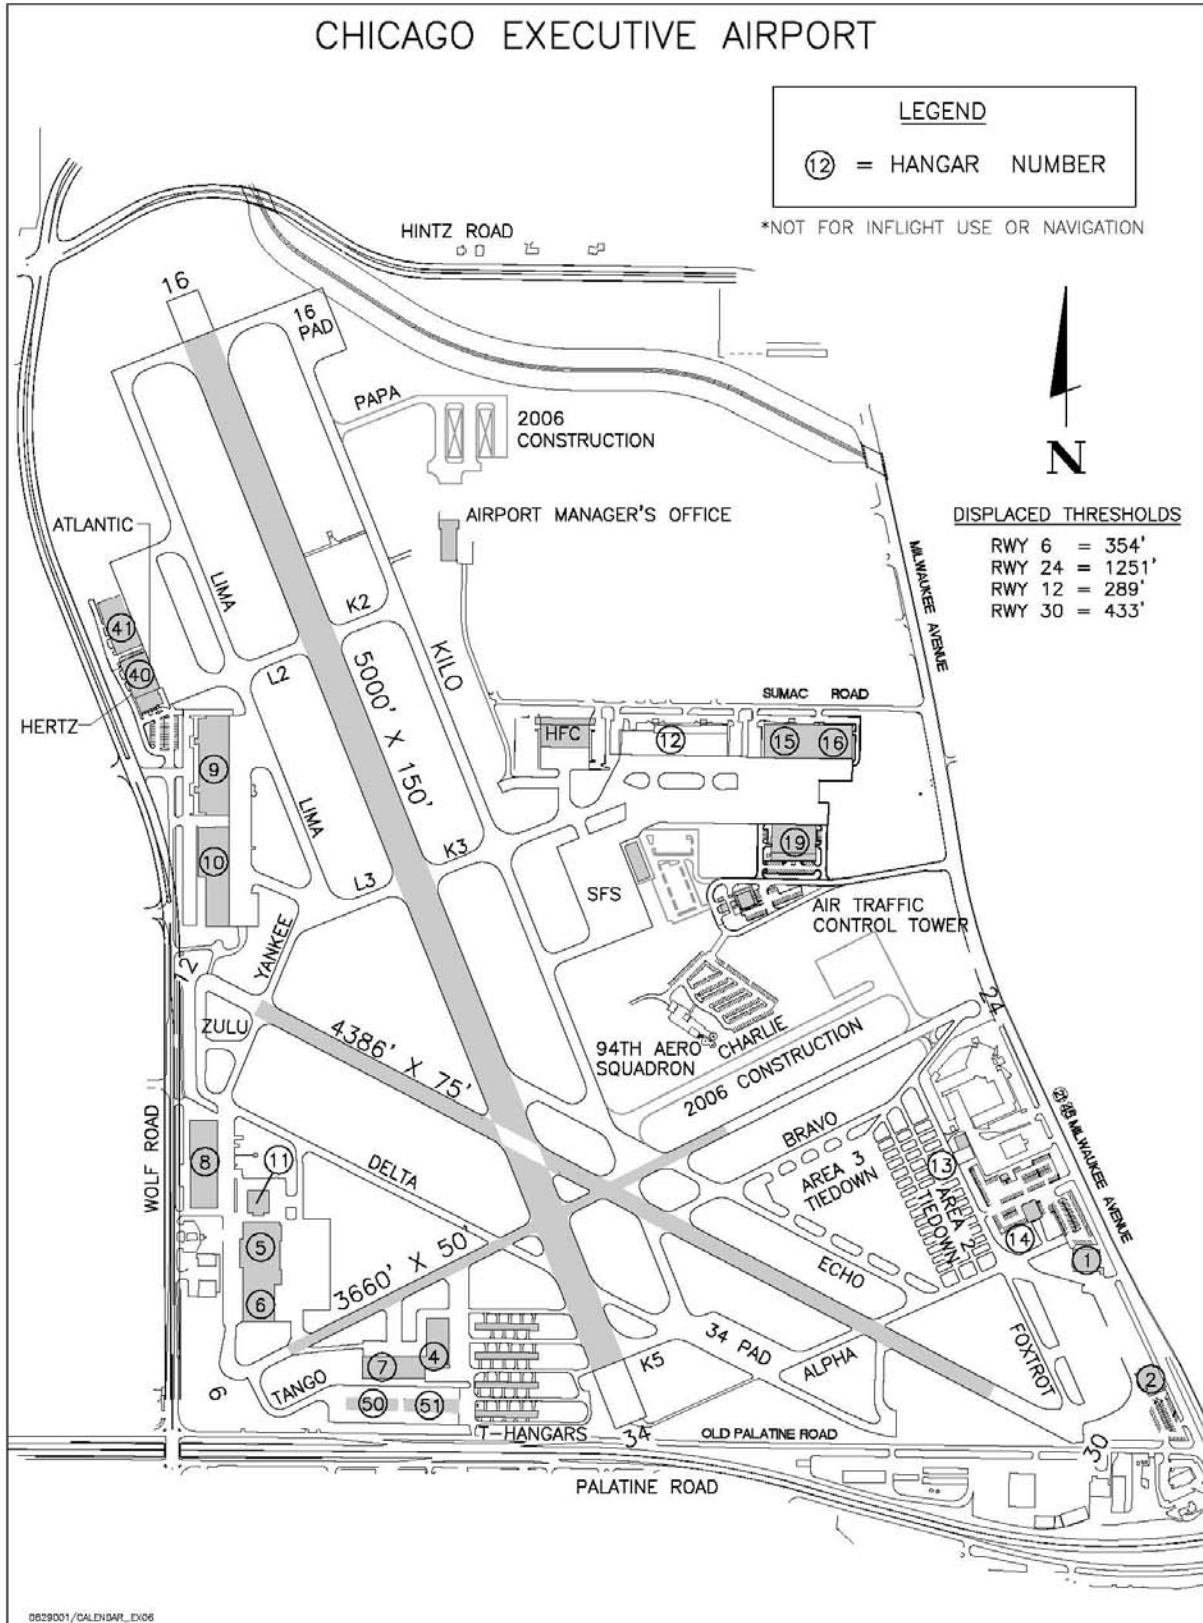 CHICAGO EXECUTIVE AIRPORT
LEGEND
12 = HANGAR NUMBER
*NOT FOR INFLIGHT USE OR NAVIGATION
HINTZ ROAD
16
16
PAD
PAPA
2006
CONSTRUCTION
N
AIRPORT MANAGER'S OFFICE
DISPLACED THRESHOLDS
RWY 6 = 354'
RWY 24 = 1251'
RWY 12 = 289'
RWY 30 = 433'
ATLANTIC
MILWAUKEE AVENUE
LIMA
K2
41
40
KILO
L2
5000' X 150'
HERTZ
SUMAC ROAD
HFC
12
15
16
9
LIMA
K3
19
10
L3
SFS
AIR TRAFFIC
CONTROL TOWER
YANKEE
12
24
ZULU
4386' X 75'
94TH AERO
SQUADRON
CHARLIE
2006 CONSTRUCTION
WOLF ROAD
MILWAUKEE AVENUE
BRAVO
8
11
DELTA
AREA 3
TIEDOWN
13
AREA 2
TIEDOWN
14
5
1
3660' X 50'
ECHO
6
34 PAD
FOXTROT
4
7
K5
ALPHA
TANGO
6
2
50
51
T-HANGARS
34
OLD PALATINE ROAD
30
PALATINE ROAD
0629001/CALENDAR_EX06